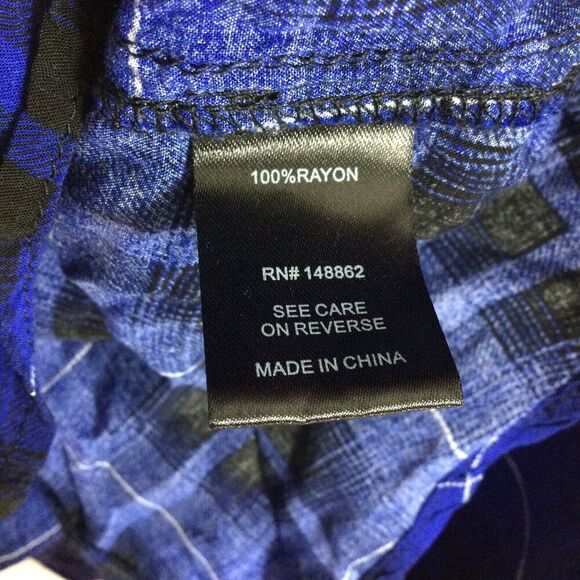 100%RAYON
RN# 148862
SEE CARE
ON REVERSE
MADE IN CHINA